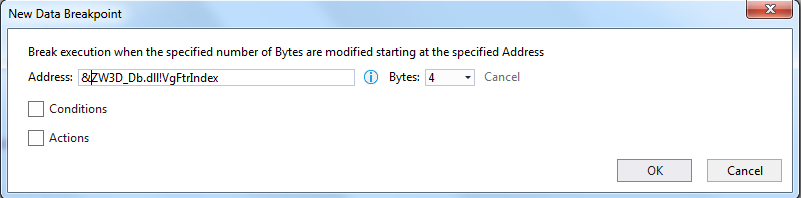 New Data Breakpoint
Break execution when the specified number of Bytes are modified starting at the specified Address
Address: &ZW3D_Db.dll!VgFtrIndex Bytes: 4 Cancel
Conditions
Actions
OK Cancel